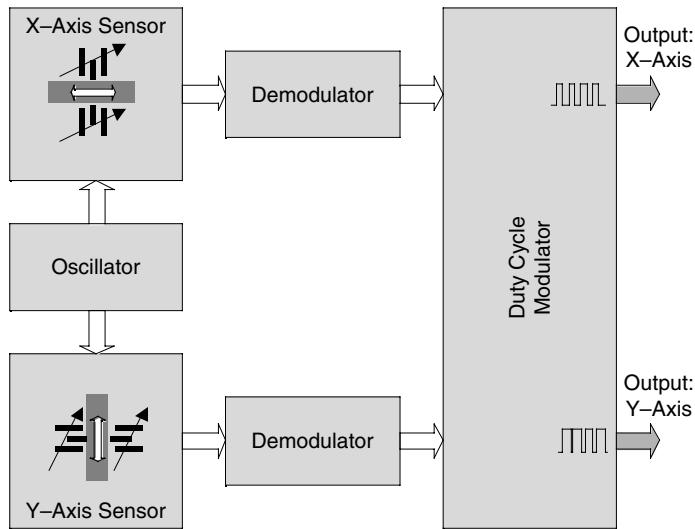 X–Axis Sensor
Output:
X–Axis
Demodulator
Oscillator
Duty Cycle
Modulator
Output:
Y–Axis
Demodulator
Y–Axis Sensor